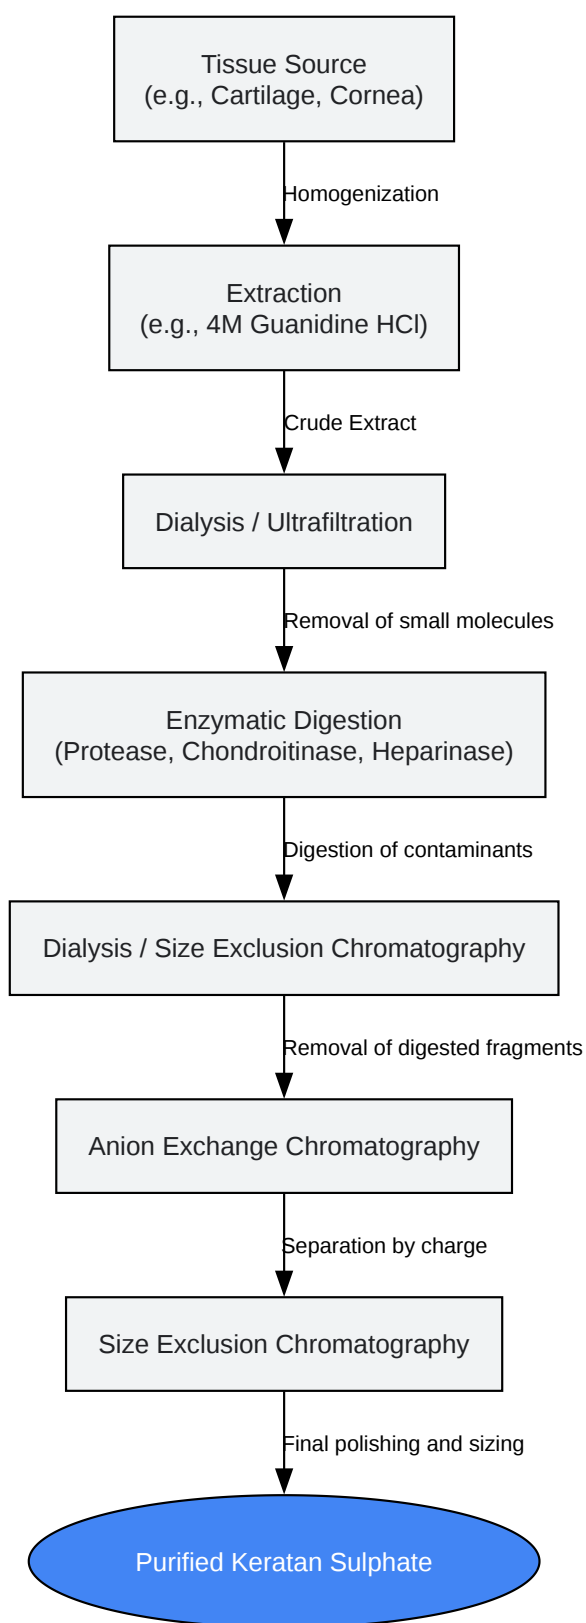 Tissue Source
(e.g., Cartilage, Cornea)
Homogenization
Extraction
(e.g., 4M Guanidine HCl)
Crude Extract
Dialysis / Ultrafiltration
Removal of small molecules
Enzymatic Digestion
(Protease, Chondroitinase, Heparinase)
Digestion of contaminants
Dialysis / Size Exclusion Chromatography
Removal of digested fragments
Anion Exchange Chromatography
Separation by charge
Size Exclusion Chromatography
Final polishing and sizing
Purified Keratan Sulphate